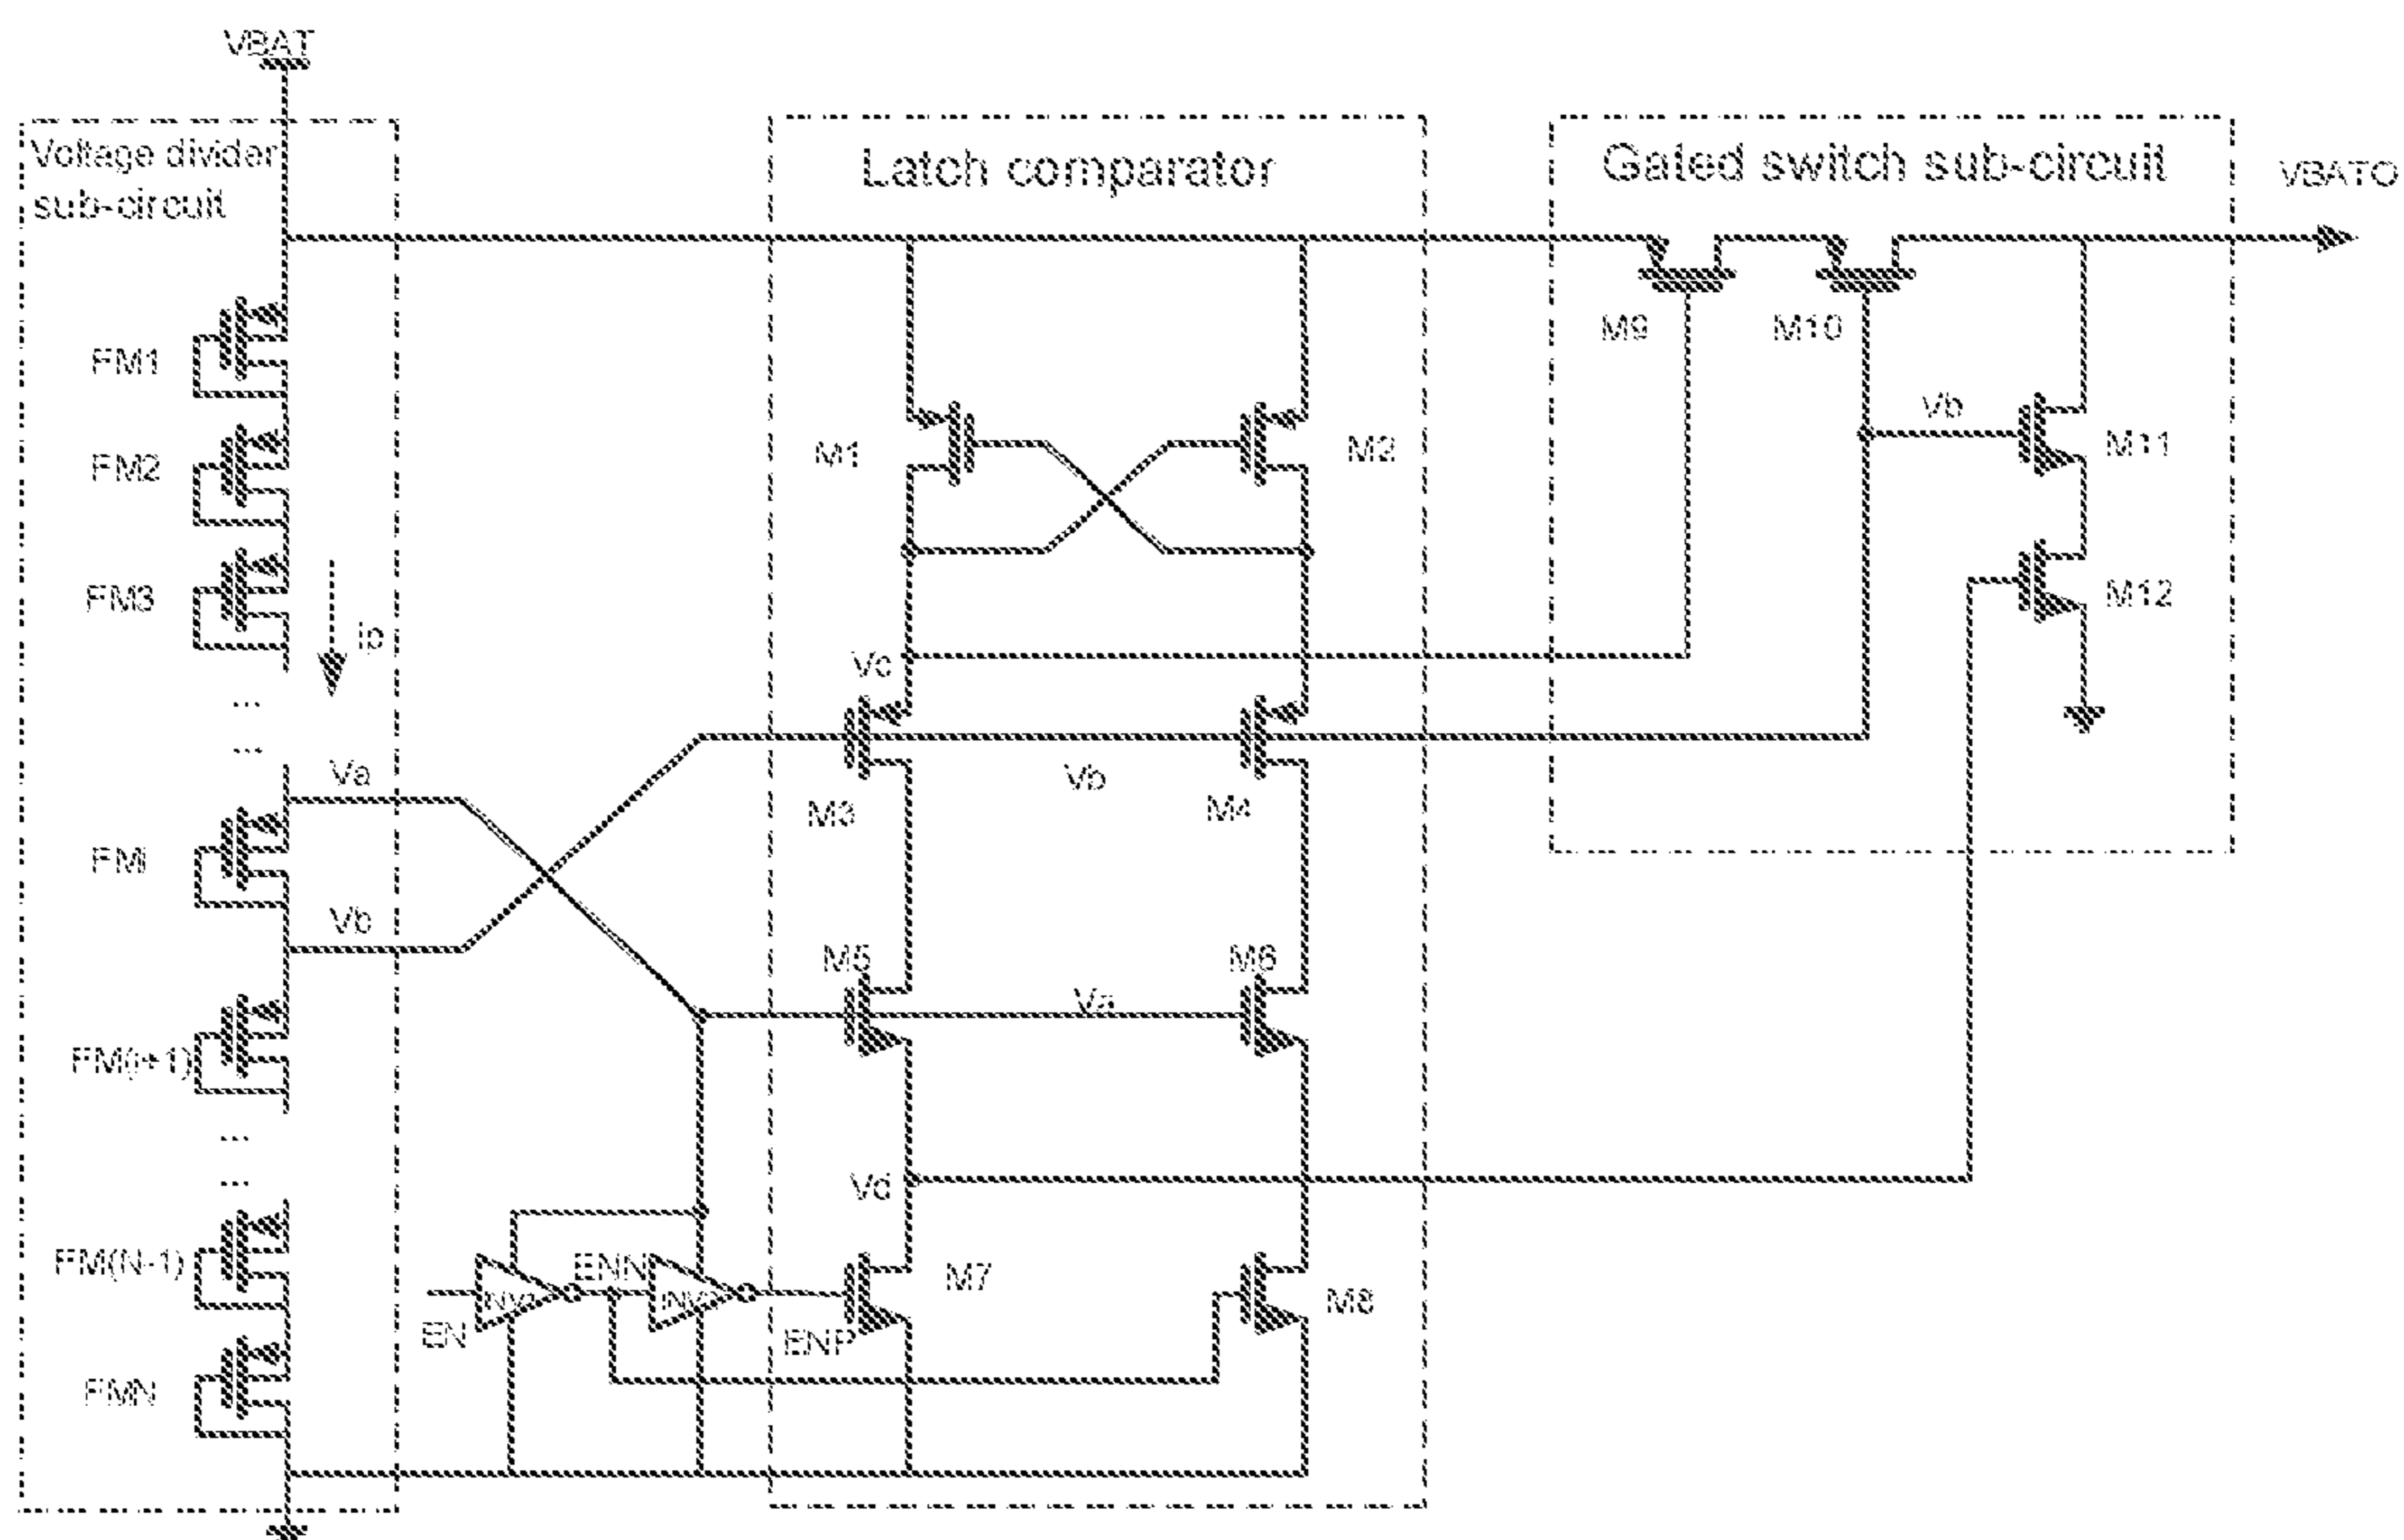 VBAT
Voltage divider
sub-circuit
Latch comparator
Gated switch sub-circuit
VBATO
FM1
FM2
FM3
ip
...
...
Va
FMi
Vb
FM(i+1)
...
...
FM(N-1)
FMN
M1
M2
Vc
M3
Vb
M4
M5
Va
M6
Vd
EN
ENN
ENP
M7
M8
M9
M10
Vb
M11
M12